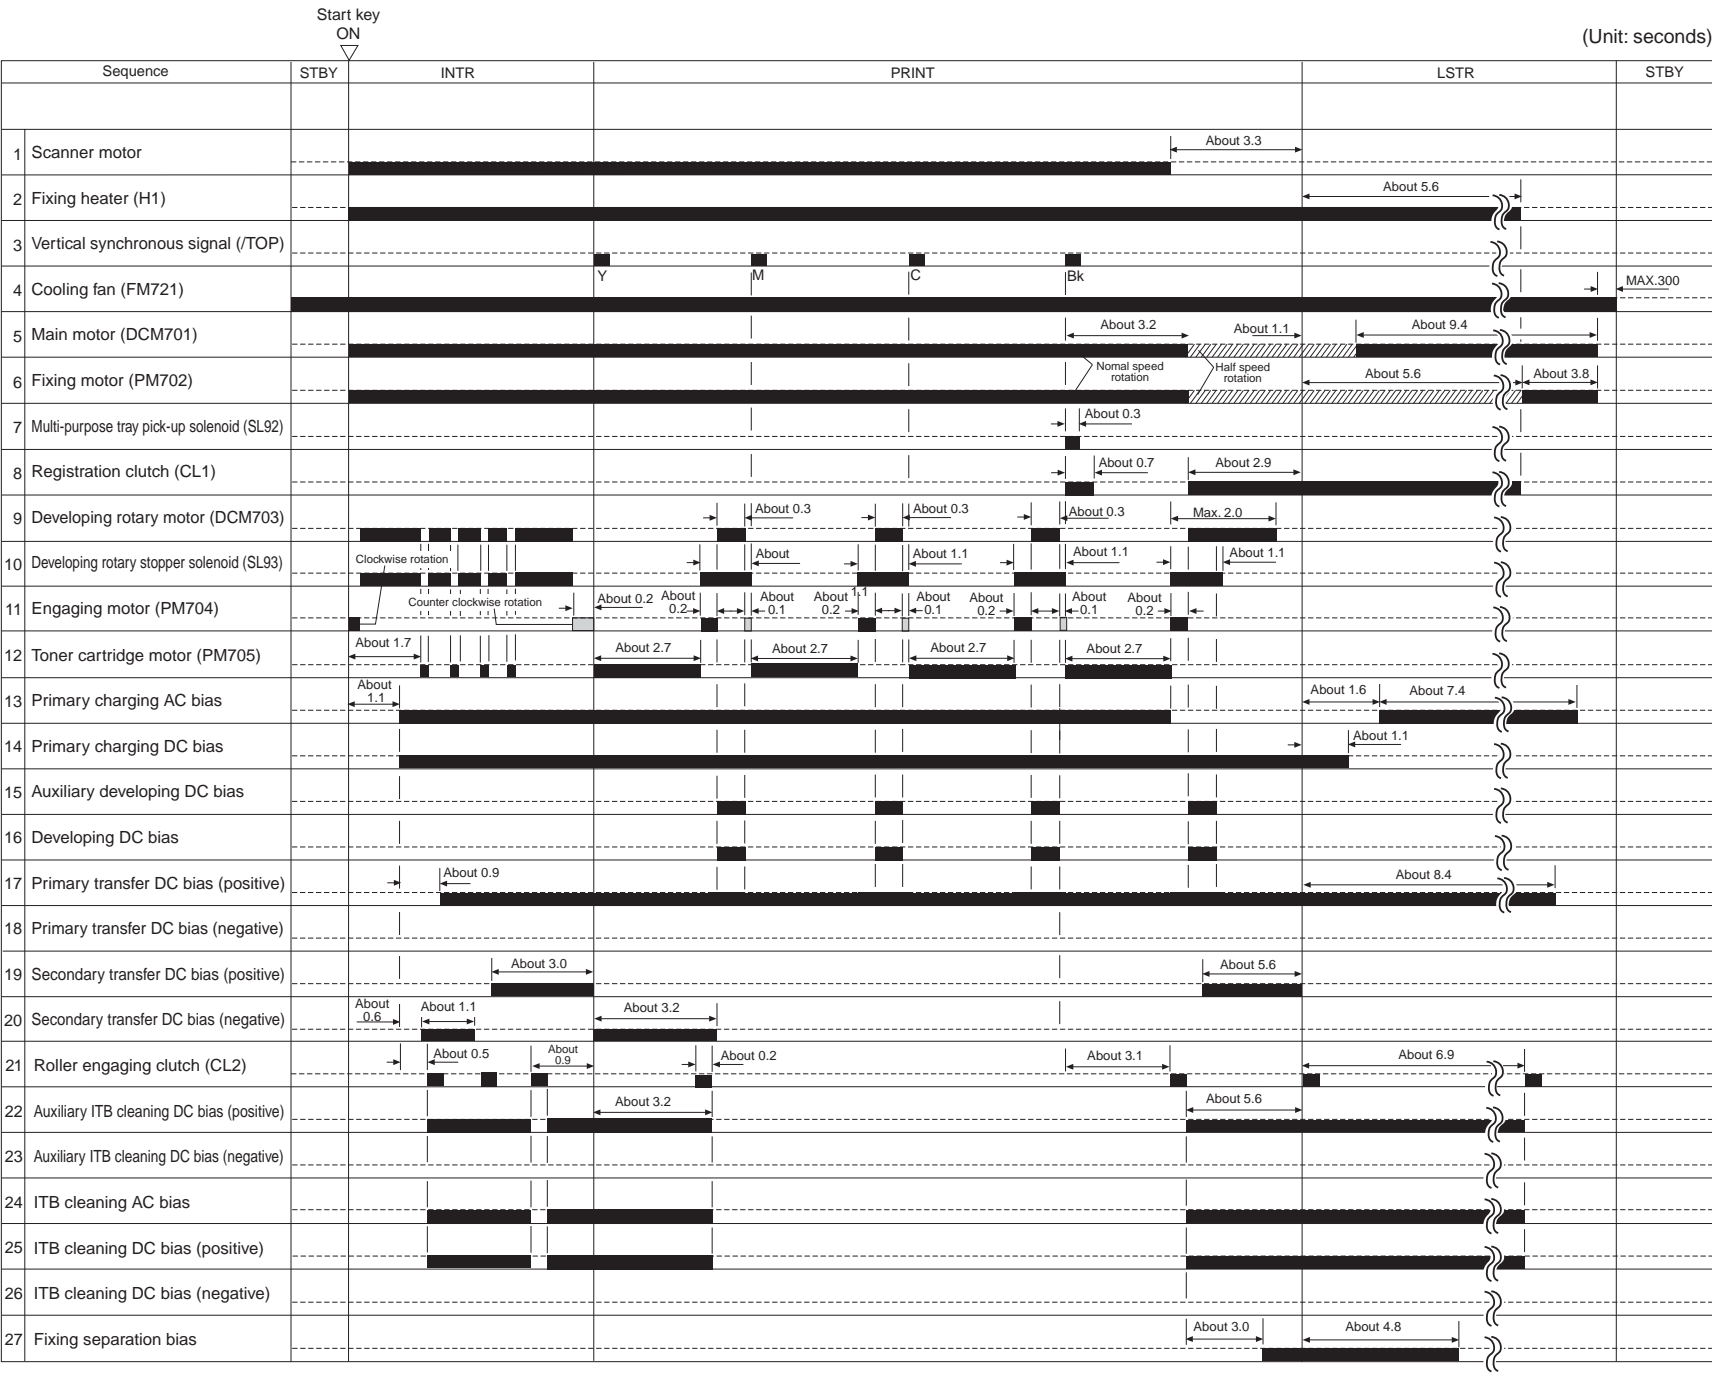 Start key
ON
(Unit: seconds)
Sequence STBY INTR PRINT LSTR STBY
About 3.3
1 Scanner motor
About 5.6
2 Fixing heater (H1)
3 Vertical synchronous signal (/TOP)
Y M C Bk
4 Cooling fan (FM721)
MAX.300
About 3.2 About 1.1 About 9.4
5 Main motor (DCM701)
Nomal speed
rotation
Half speed
rotation
6 Fixing motor (PM702)
About 5.6 About 3.8
About 0.3
7 Multi-purpose tray pick-up solenoid (SL92)
About 0.7 About 2.9
8 Registration clutch (CL1)
About 0.3 About 0.3 About 0.3 Max. 2.0
9 Developing rotary motor (DCM703)
Clockwise rotation About About 1.1 About 1.1 About 1.1
10 Developing rotary stopper solenoid (SL93)
1.1
Counter clockwise rotation About 0.2 About 0.2 About 0.1 About 0.2 About 0.1 About 0.2 About 0.1 About 0.2
11 Engaging motor (PM704)
About 1.7 About 2.7 About 2.7 About 2.7 About 2.7
12 Toner cartridge motor (PM705)
About
1.1
About 1.6 About 7.4
13 Primary charging AC bias
About 1.1
14 Primary charging DC bias
15 Auxiliary developing DC bias
16 Developing DC bias
About 0.9 About 8.4
17 Primary transfer DC bias (positive)
18 Primary transfer DC bias (negative)
About 3.0 About 5.6
19 Secondary transfer DC bias (positive)
About
0.6
About 1.1 About 3.2
20 Secondary transfer DC bias (negative)
About 0.5 About 0.9 About 0.2 About 3.1 About 6.9
21 Roller engaging clutch (CL2)
About 3.2 About 5.6
22 Auxiliary ITB cleaning DC bias (positive)
23 Auxiliary ITB cleaning DC bias (negative)
24 ITB cleaning AC bias
25 ITB cleaning DC bias (positive)
26 ITB cleaning DC bias (negative)
About 3.0 About 4.8
27 Fixing separation bias